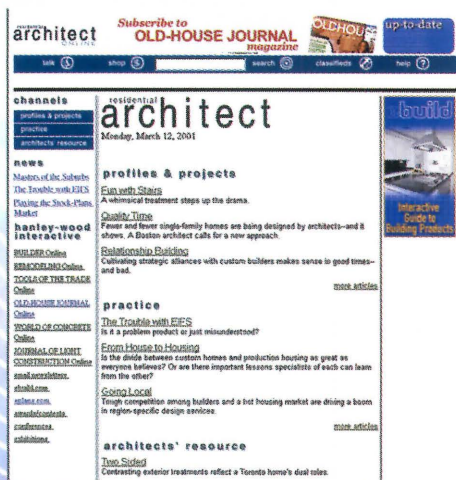 residential
architect
ONLINE
Subscribe to
OLD-HOUSE JOURNAL
magazine
OLDHOU
up-to-date
talk
shop
search
classifieds
help
channels
profiles & projects
practice
architects resource
news
Masters of the Suburbs
The Trouble with EIFS
Playing the Stock-Plans
Market
hanley-wood
interactive
BUILDER Online
REMODELING Online
TOOLS OF THE TRADE
Online
OLD-HOUSE JOURNAL
Online
WORLD OF CONCRETE
Online
JOURNAL OF LIGHT
CONSTRUCTION Online
email newsletters
ebuild.com
eplans.com
awards/contests
conferences
exhibitions
residential
architect
Monday, March 12, 2001
profiles & projects
Fun with Stairs
A whimsical treatment steps up the drama.
Quality Time
Fewer and fewer single-family homes are being designed by architects--and it
shows. A Boston architect calls for a new approach.
Relationship Building
Cultivating strategic alliances with custom builders makes sense in good times--
and bad.
more articles
practice
The Trouble with EIFS
Is it a problem product or just misunderstood?
From House to Housing
Is the divide between custom homes and production housing as great as
everyone believes? Or are there important lessons specialists of each can learn
from the other?
Going Local
Tough competition among builders and a hot housing market are driving a boom
in region-specific design services.
more articles
architects' resource
Two Sided
Contrasting exterior treatments reflect a Toronto home's dual roles.
build
Interactive
Guide to
Building Products